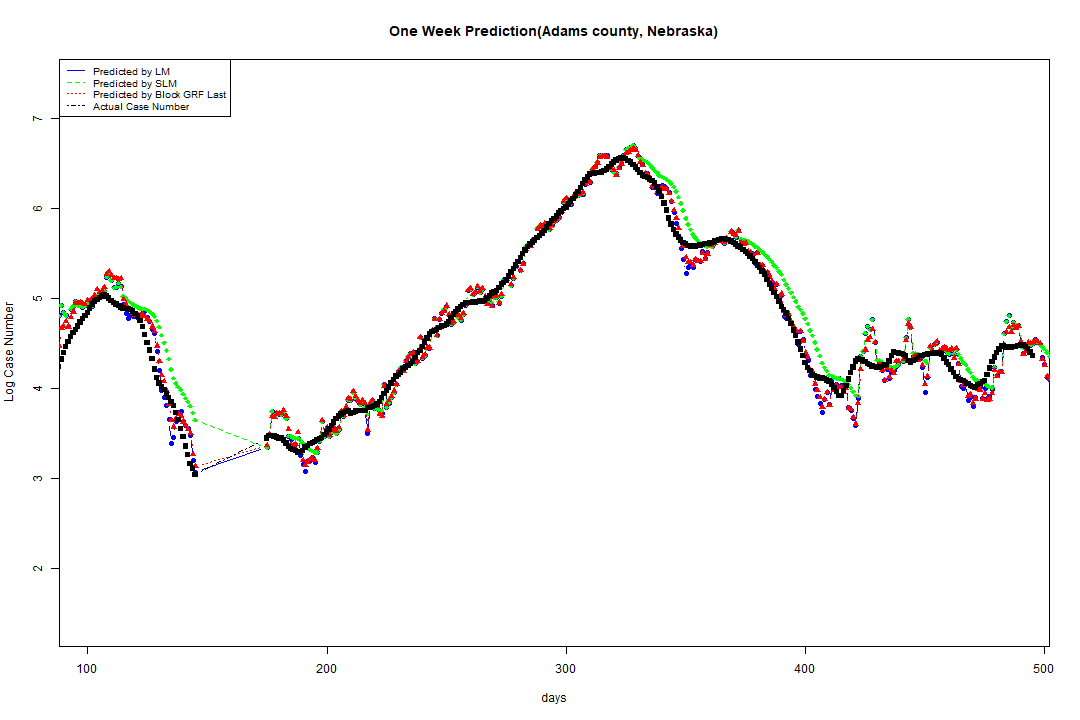 One Week Prediction(Adams county, Nebraska)
Predicted by LM
Predicted by SLM
Predicted by Block GRF Last
Actual Case Number
7
6
5
4
3
2
Log Case Number
100 200 300 400 500
days